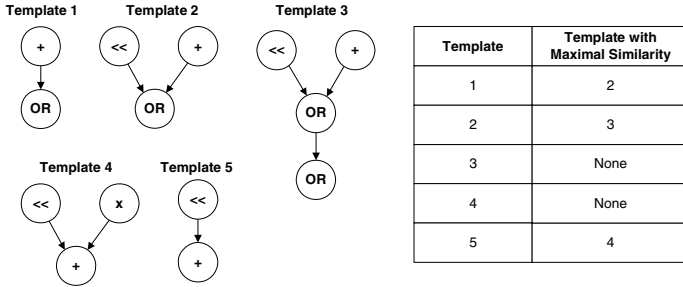 Template 1
Template 2
Template 3
+
<<
+
<<
+
OR
OR
OR
OR
Template 4
Template 5
<<
x
<<
+
+
Template
Template with
Maximal Similarity
1
2
2
3
3
None
4
None
5
4